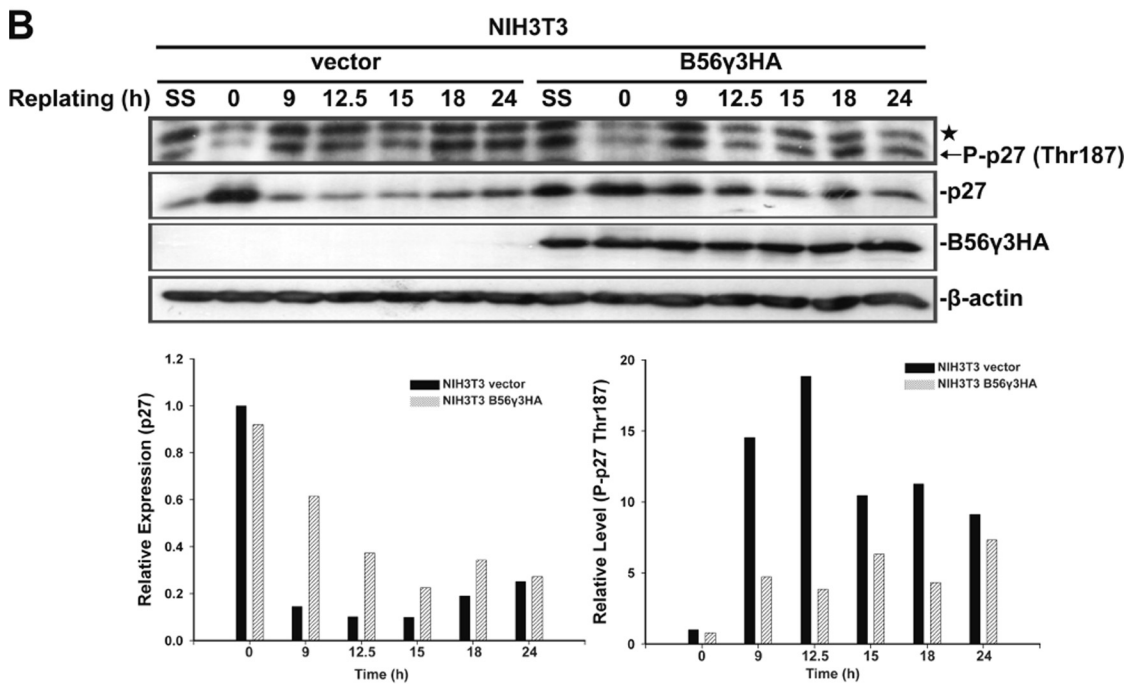 B
NIH3T3
vector B56γ3HA
Replating (h) SS 0 9 12.5 15 18 24 SS 0 9 12.5 15 18 24
★
←P-p27 (Thr187)
-p27
-B56γ3HA
-β-actin
Relative Expression (p27)
1.2
1.0
0.8
0.6
0.4
0.2
0.0
NIH3T3 vector
NIH3T3 B56γ3HA
0 9 12.5 15 18 24
Time (h)
Relative Level (P-p27 Thr187)
20
15
10
5
0
NIH3T3 vector
NIH3T3 B56γ3HA
0 9 12.5 15 18 24
Time (h)